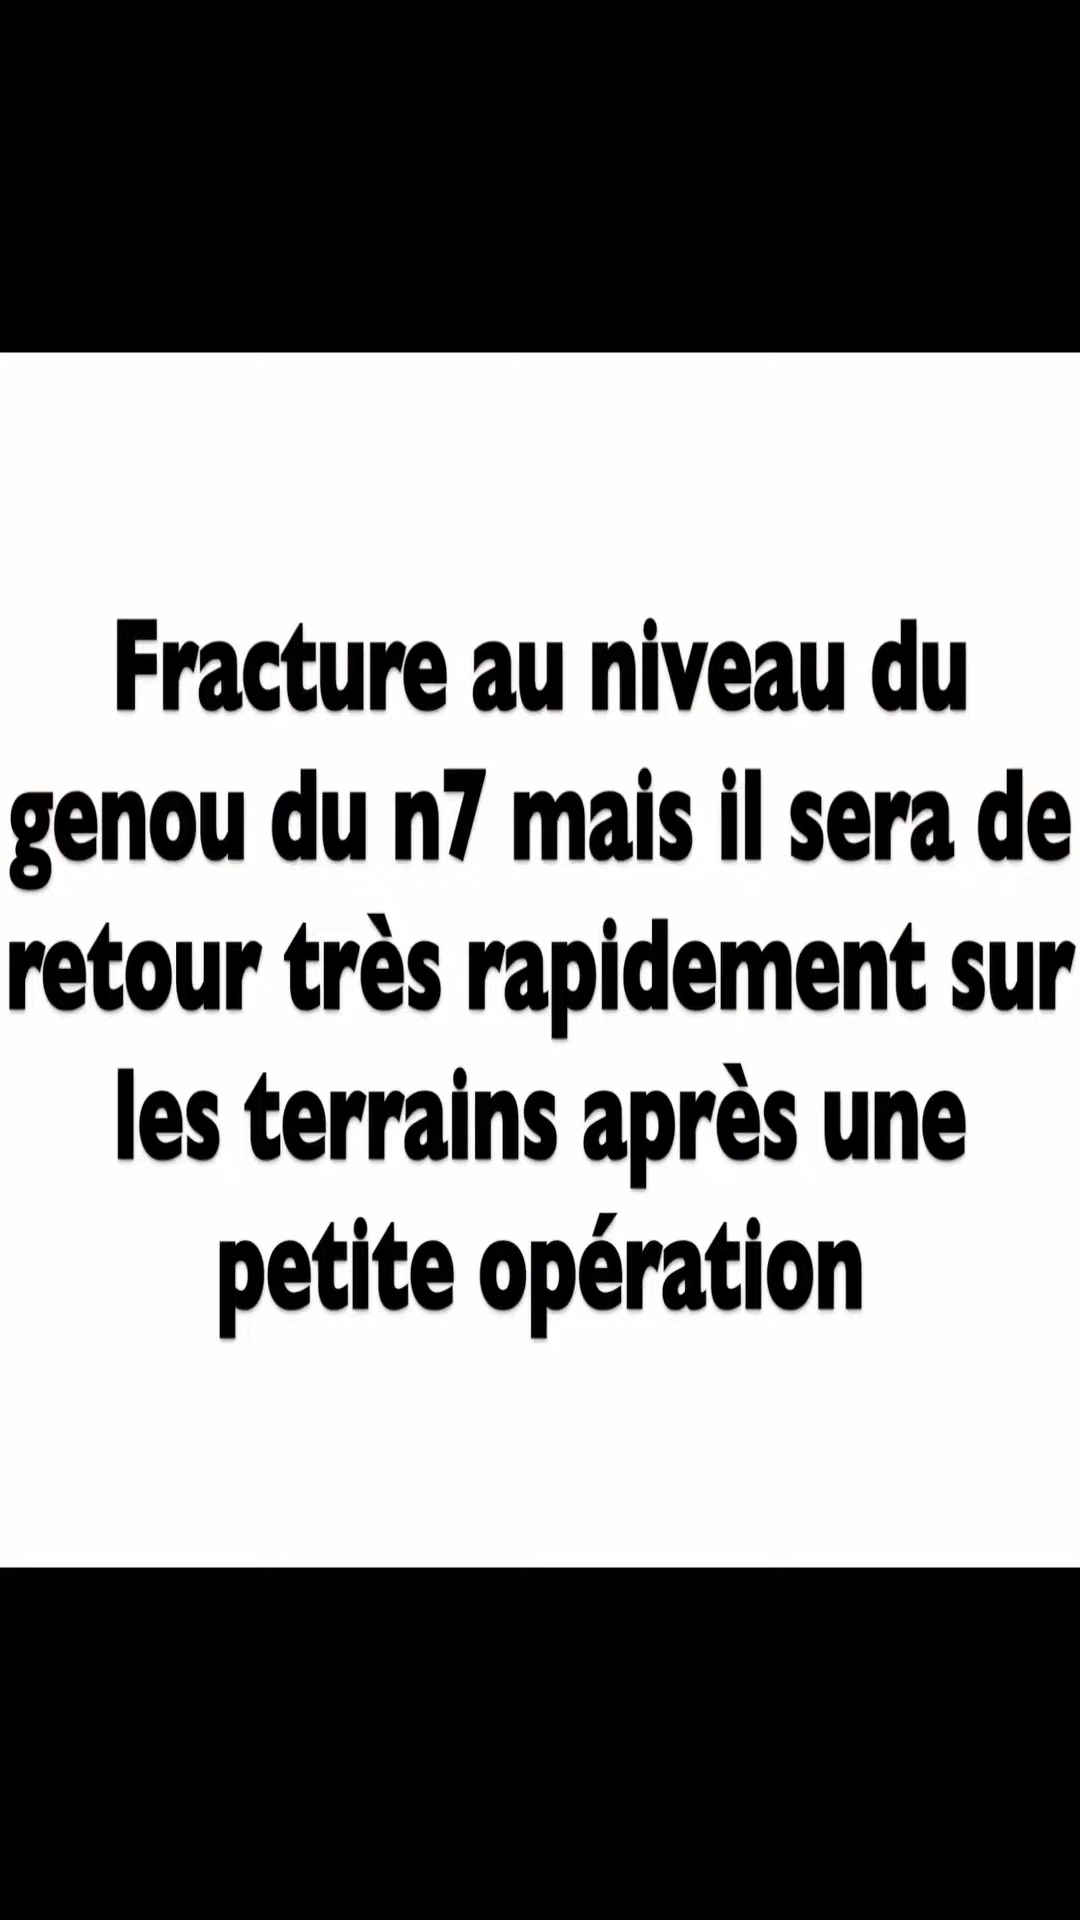 Fracture au niveau du
genou du n7 mais il sera de
retour très rapidement sur
les terrains après une
petite opération